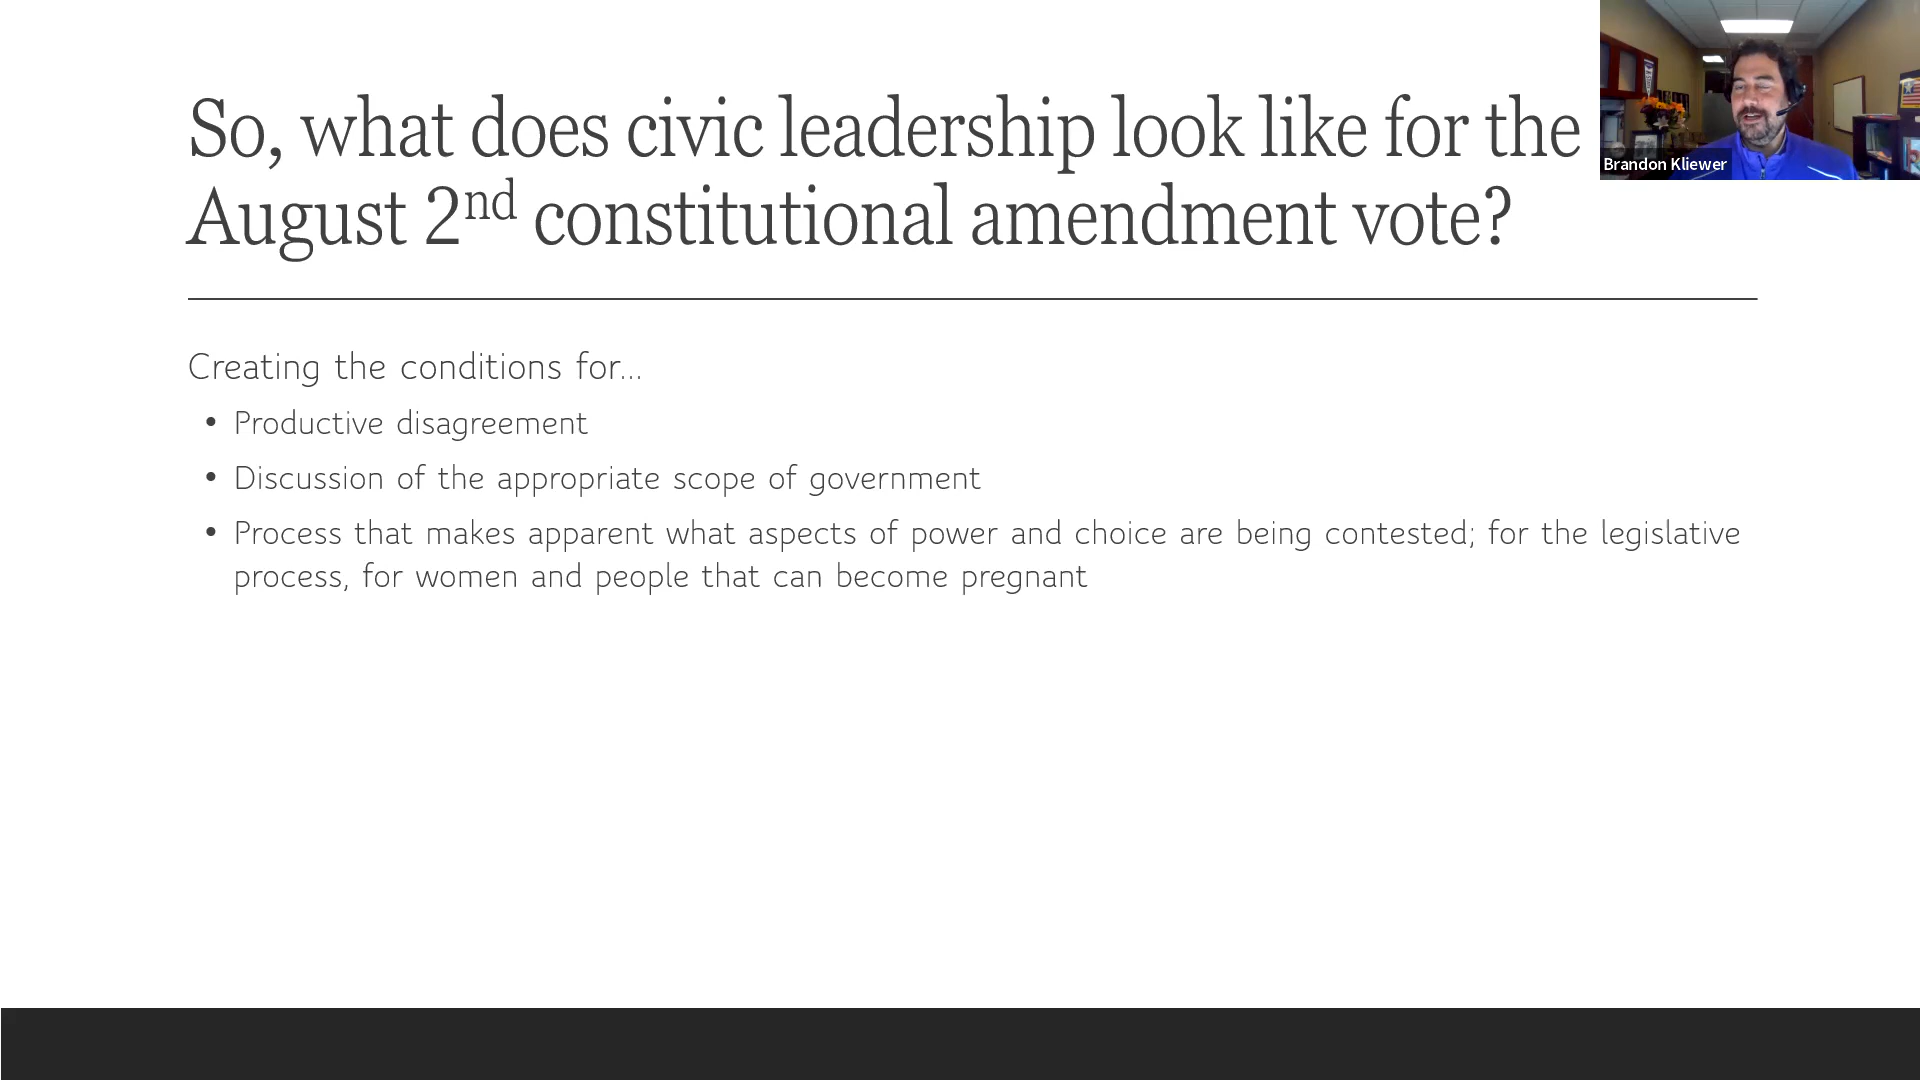 So, what does civic leadership look like for the
August 2nd constitutional amendment vote?
Brandon Kliewer
Creating the conditions for...
• Productive disagreement
• Discussion of the appropriate scope of government
• Process that makes apparent what aspects of power and choice are being contested; for the legislative
process, for women and people that can become pregnant